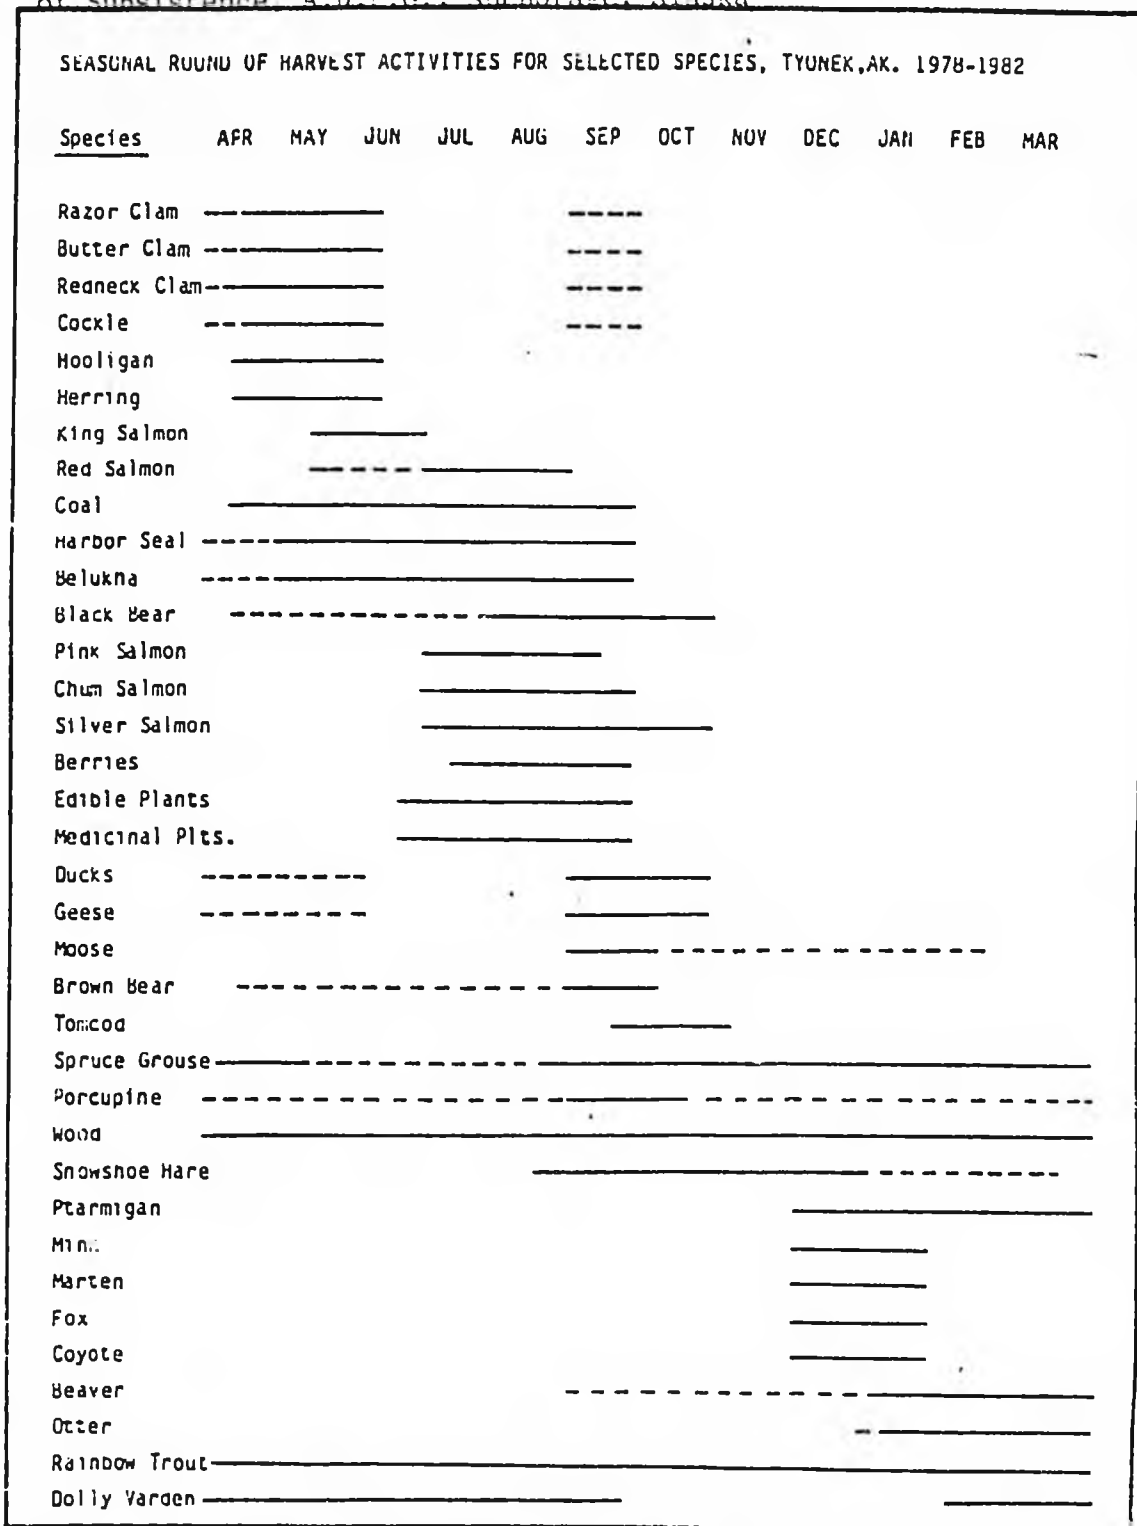 of Subsistence,
SEASONAL ROUND OF HARVEST ACTIVITIES FOR SELECTED SPECIES, TYONEK,AK. 1978-1982
Species APR MAY JUN JUL AUG SEP OCT NOV DEC JAN FEB MAR
Razor Clam
Butter Clam
Redneck Clam
Cockle
Hooligan
Herring
King Salmon
Red Salmon
Coal
Harbor Seal
Belukha
Black Bear
Pink Salmon
Chum Salmon
Silver Salmon
Berries
Edible Plants
Medicinal Plts.
Ducks
Geese
Moose
Brown Bear
Tomcod
Spruce Grouse
Porcupine
Wood
Snowshoe Hare
Ptarmigan
Marten
Fox
Coyote
Beaver
Otter
Rainbow Trout
Dolly Varden